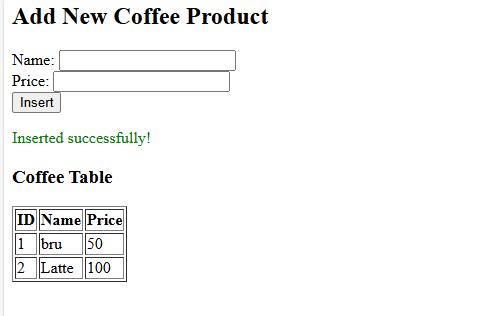 Add New Coffee Product
Name:
Price:
Insert
Inserted successfully!
Coffee Table
ID Name Price
1 bru 50
2 Latte 100